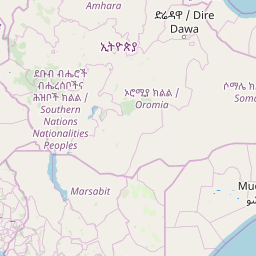 Amhara
ድሬዳዋ / Dire
Dawa
ኢትዮጵያ
ደቡብ ብሔሮች
ብሔረሰቦችና
ሕዝቦች ክልል /
Southern
Nations
Nationalities
Peoples
ኦሮሚያ ክልል /
Oromia
ሶማሌ ክ
Soma
Marsabit
Mu